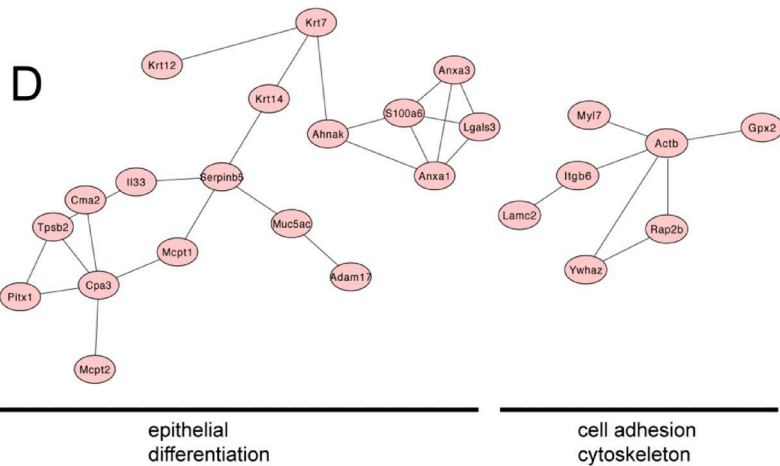 D
Krt7
Krt12
Krt14
Anxa3
S100a6
Lgals3
Ahnak
Anxa1
Myl7
Gpx2
Actb
Itgb6
Lamc2
Rap2b
Ywhaz
Il33
Serpinb5
Cma2
Tpsb2
Muc5ac
Mcpt1
Adam17
Cpa3
Pitx1
Mcpt2
epithelial
differentiation
cell adhesion
cytoskeleton